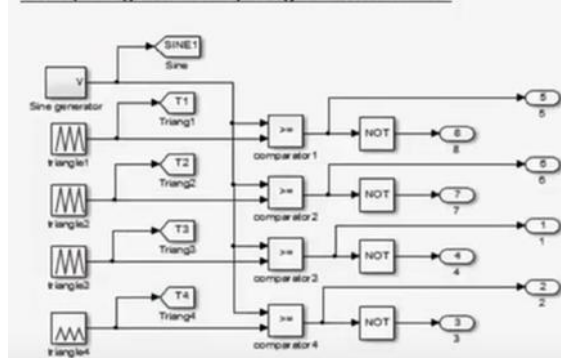 SINE1
Sine
V
Sine generator
T1
Triang1
triangle1
>=
comparator1
NOT
5
5
8
8
T2
Triang2
triangle2
>=
comparator2
NOT
6
6
7
7
T3
Triang3
triangle3
>=
comparator3
NOT
1
1
4
4
T4
Triang4
triangle4
>=
comparator4
NOT
2
2
3
3